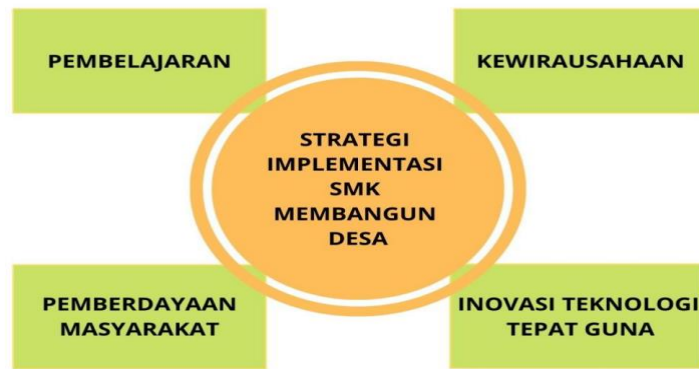 PEMBELAJARAN
KEWIRAUSAHAAN
STRATEGI
IMPLEMENTASI
SMK
MEMBANGUN
DESA
PEMBERDAYAAN
MASYARAKAT
INOVASI TEKNOLOGI
TEPAT GUNA